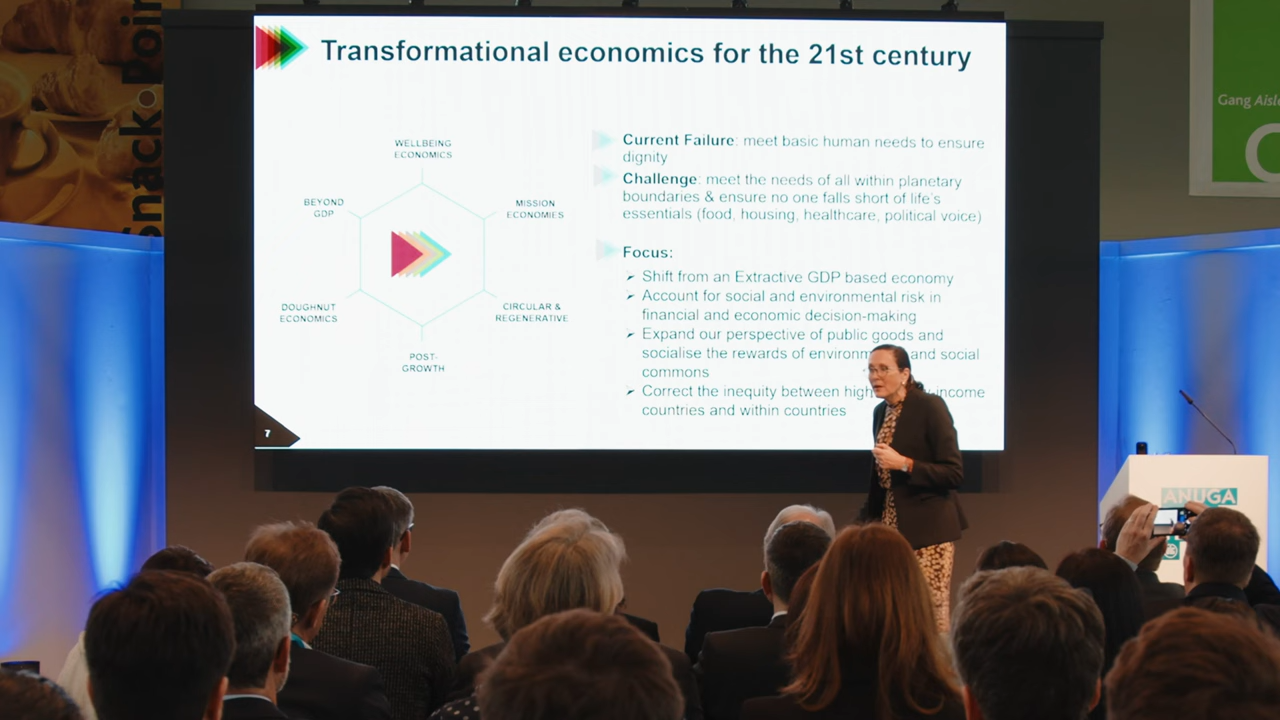 Transformational economics for the 21st century
WELLBEING
ECONOMICS
BEYOND
GDP
MISSION
ECONOMIES
DOUGHNUT
ECONOMICS
CIRCULAR &
REGENERATIVE
POST-
GROWTH
7
Current Failure: meet basic human needs to ensure
dignity
Challenge: meet the needs of all within planetary
boundaries & ensure no one falls short of life's
essentials (food, housing, healthcare, political voice)
Focus:
Shift from an Extractive GDP based economy
Account for social and environmental risk in
financial and economic decision-making
Expand our perspective of public goods and
socialise the rewards of and social
commons
Correct the inequity between high income
countries and within countries
Snack Point
Gang Aisle
ANUGA